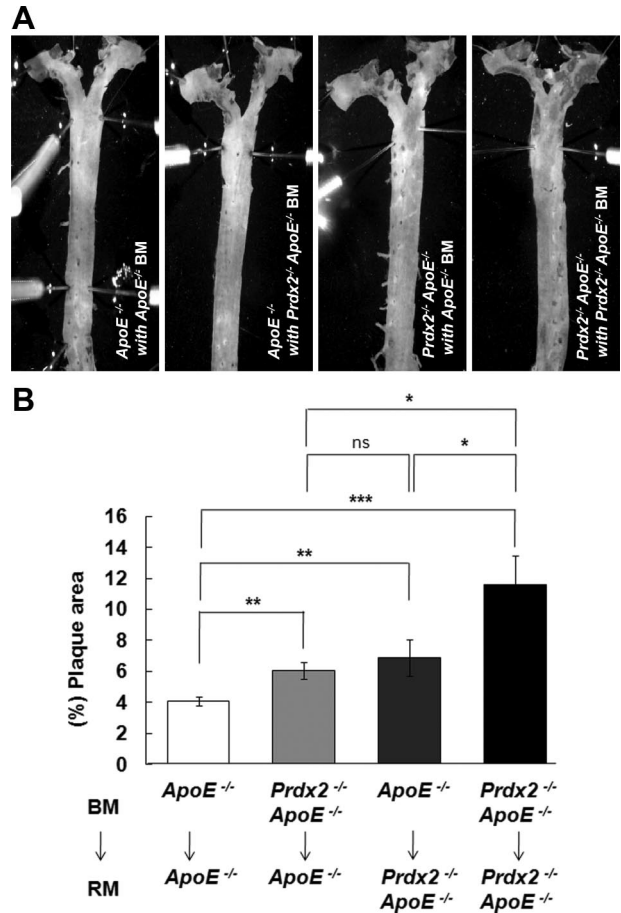 A
ApoE -/-
with ApoE-/- BM
ApoE -/-
with Prdx2-/- ApoE-/- BM
Prdx2-/- ApoE-/-
with ApoE-/- BM
Prdx2-/- ApoE-/-
with Prdx2-/- ApoE-/- BM
B
*
ns
*
***
**
**
(%) Plaque area
16
14
12
10
8
6
4
2
0
BM
ApoE -/-
Prdx2 -/-
ApoE -/-
ApoE -/-
Prdx2 -/-
ApoE -/-
RM
ApoE -/-
ApoE -/-
Prdx2 -/-
ApoE -/-
Prdx2 -/-
ApoE -/-